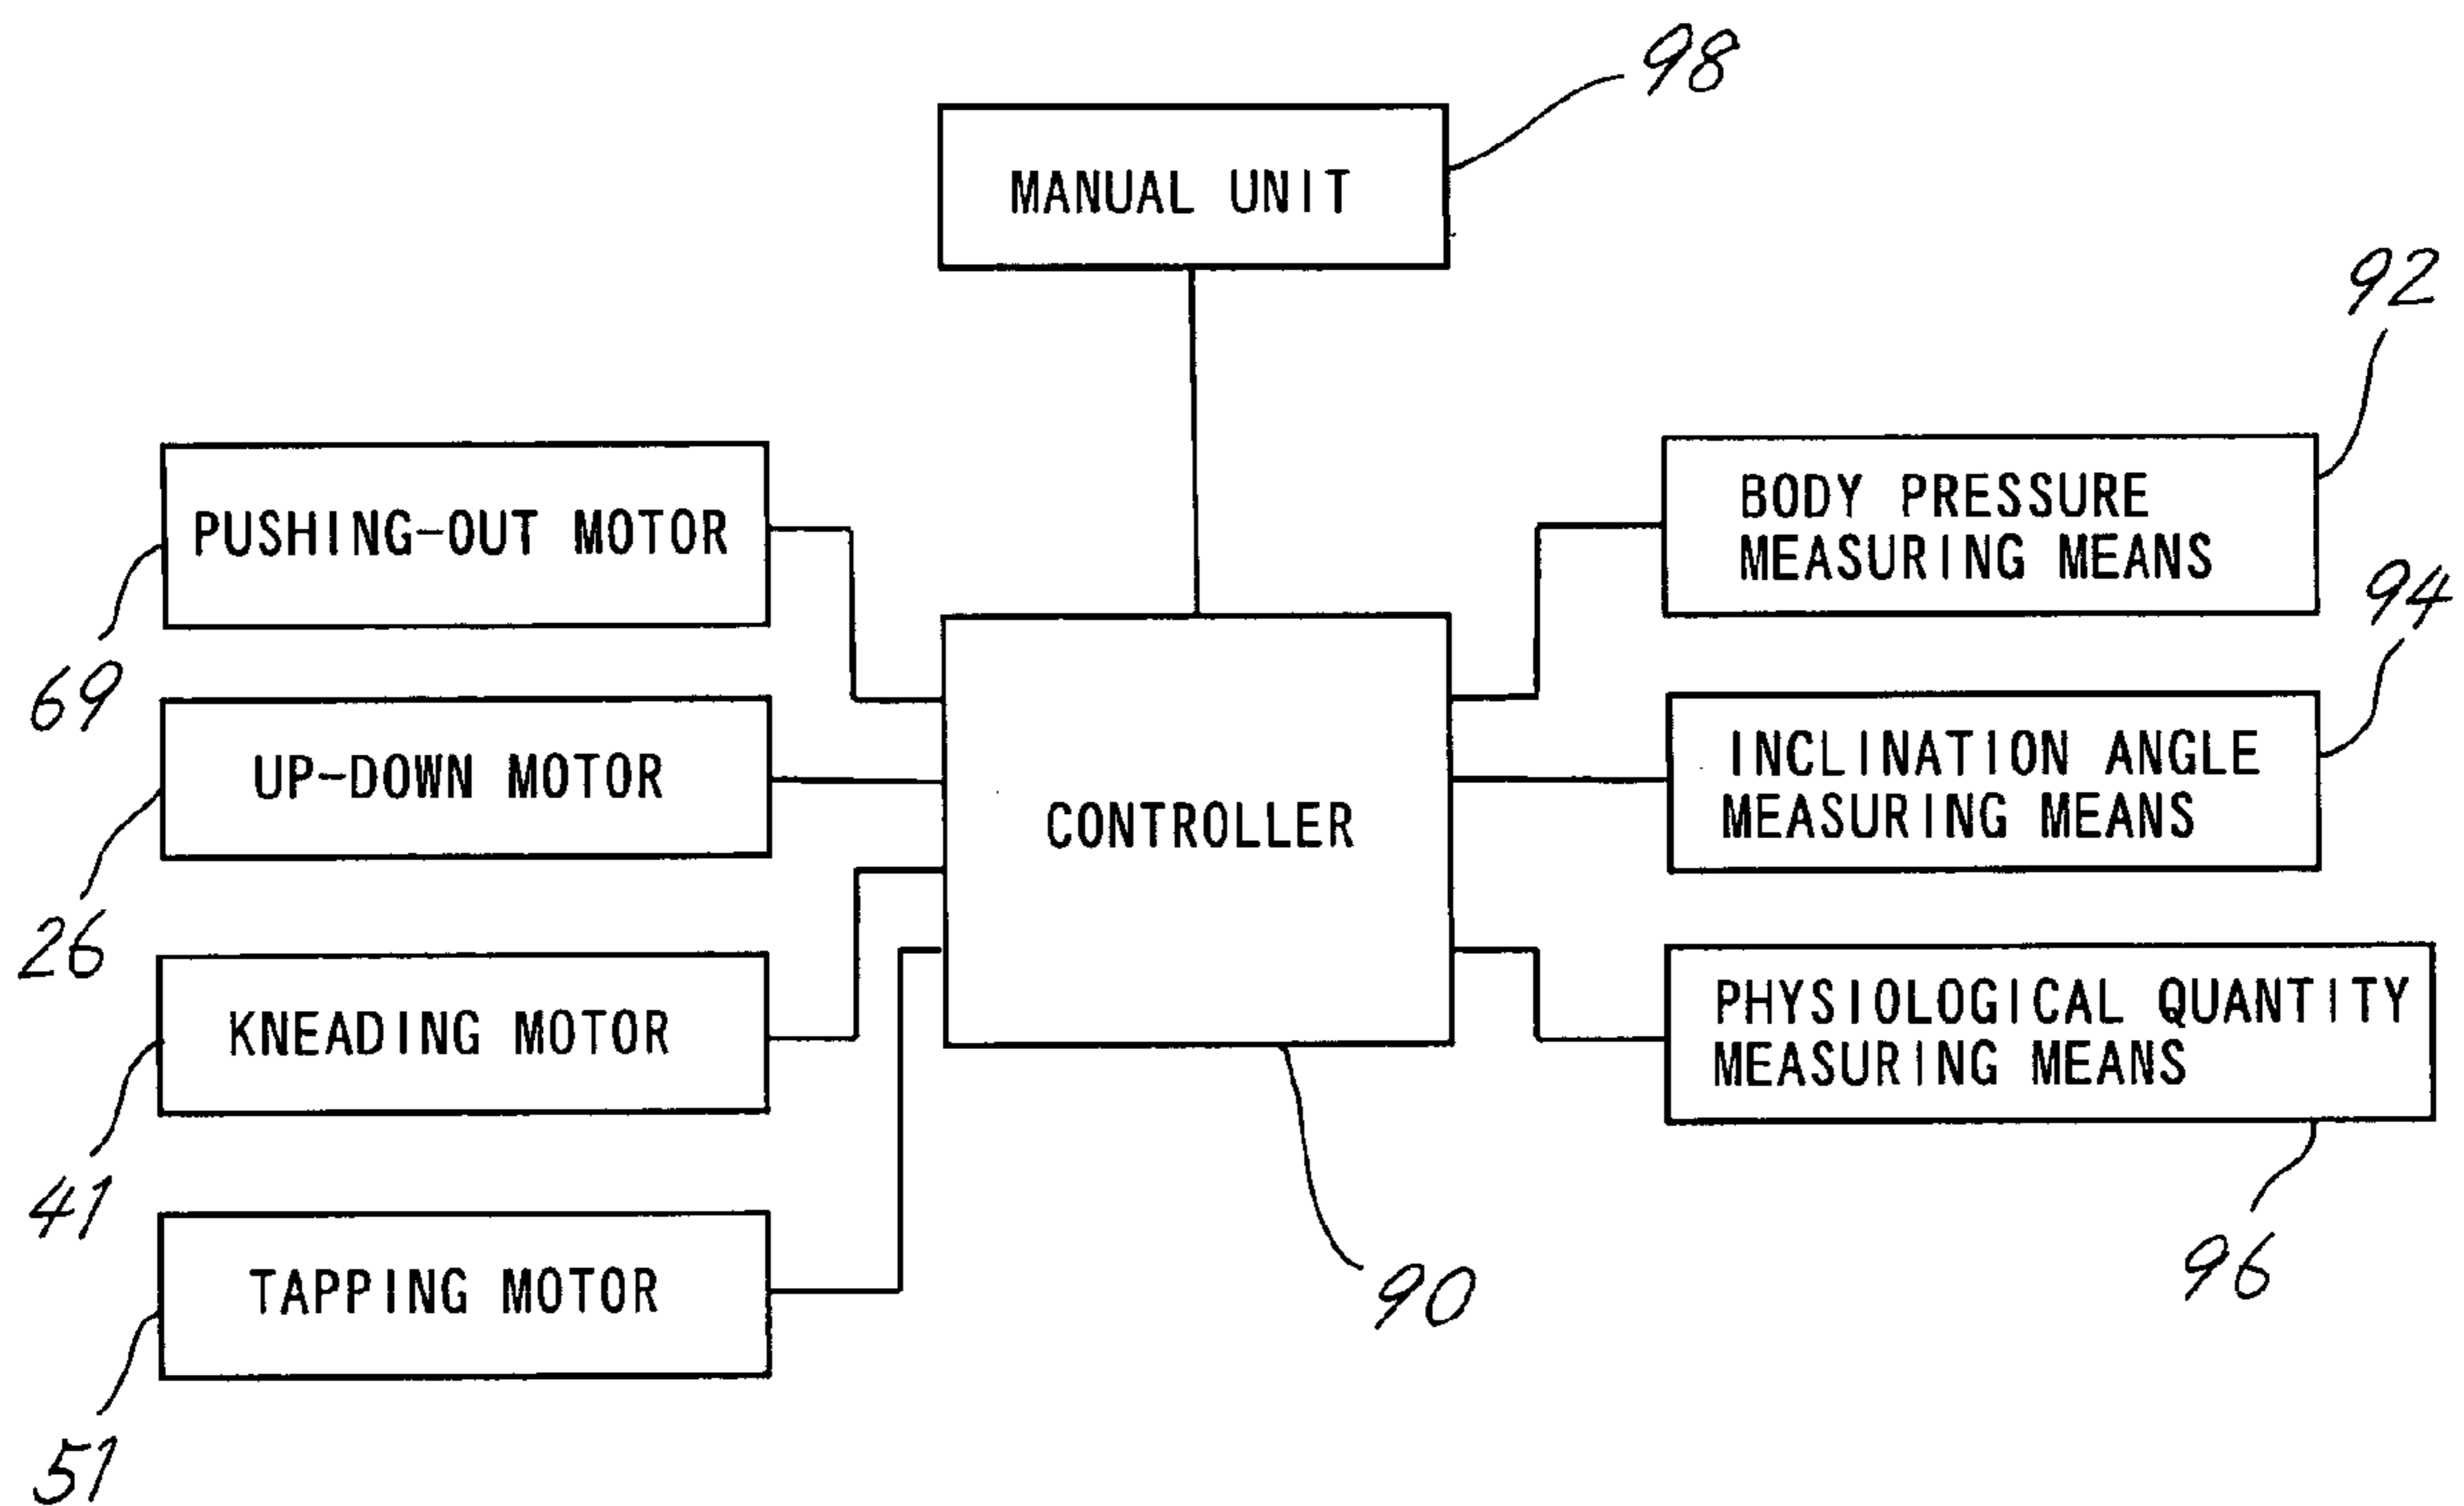 98
MANUAL UNIT
92
BODY PRESSURE
MEASURING MEANS
PUSHING-OUT MOTOR
94
69
INCLINATION ANGLE
MEASURING MEANS
UP-DOWN MOTOR
CONTROLLER
26
PHYSIOLOGICAL QUANTITY
MEASURING MEANS
KNEADING MOTOR
41
96
90
TAPPING MOTOR
51